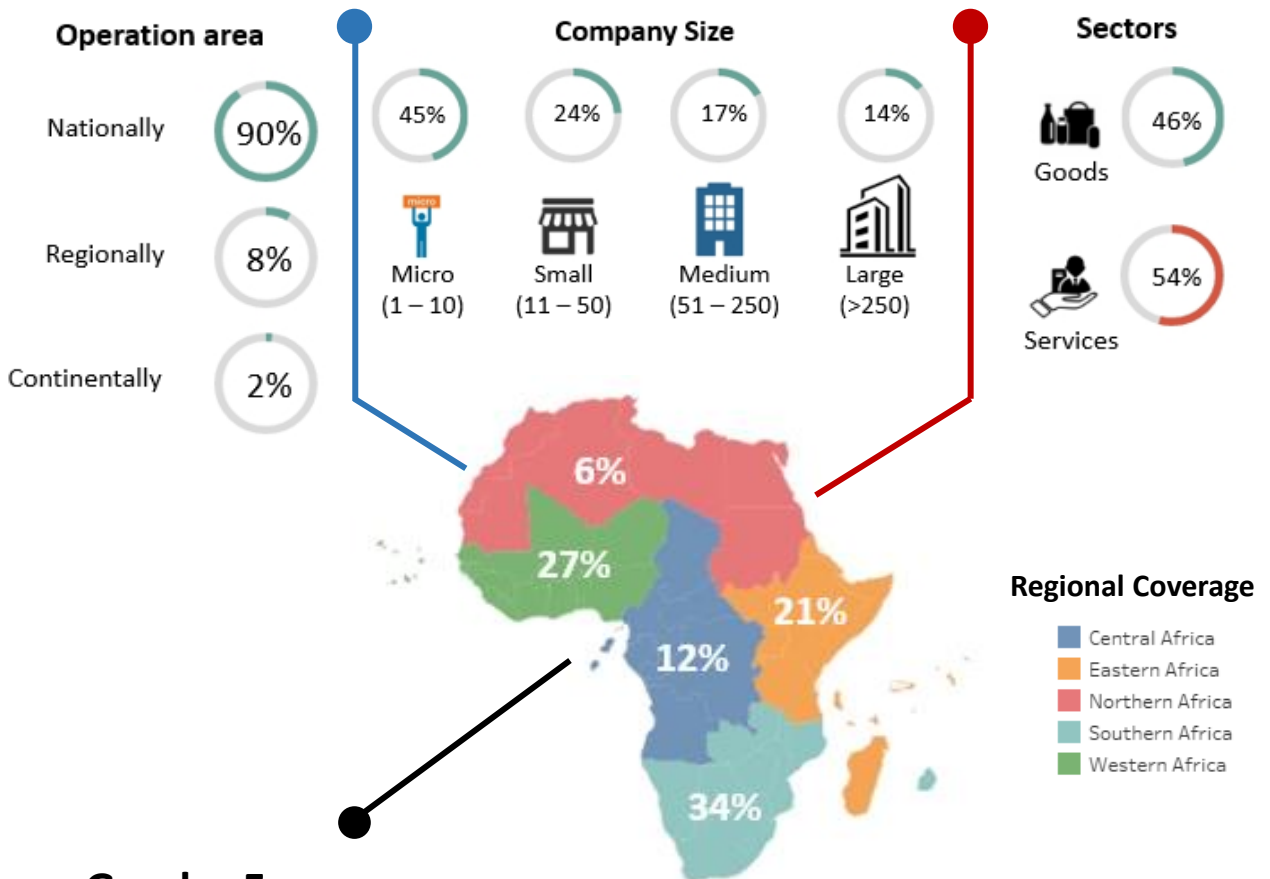 Operation area
Nationally
90%
Regionally
8%
Continentally
2%
Company Size
45%
24%
17%
14%
micro
Micro
(1 – 10)
Small
(11 – 50)
Medium
(51 – 250)
Large
(>250)
Sectors
46%
Goods
54%
Services
6%
27%
21%
12%
34%
Regional Coverage
Central Africa
Eastern Africa
Northern Africa
Southern Africa
Western Africa